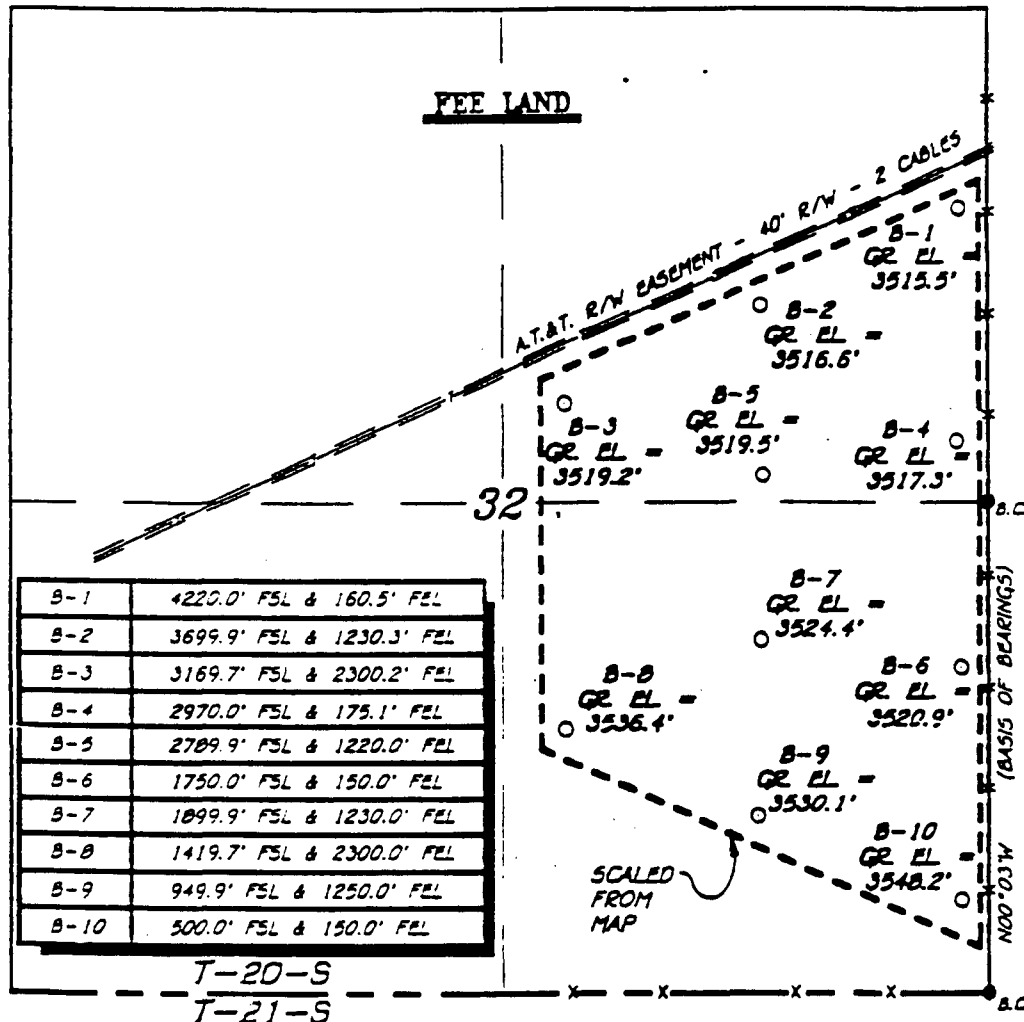 FEE LAND
A.T.&T. R/W EASEMENT - 40' R/W - 2 CABLES
B-1
GR EL =
3515.5'
B-2
GR EL =
3516.6'
B-3
GR EL =
3519.2'
B-5
GR EL =
3519.5'
B-4
GR EL =
3517.3'
32
B.C.
B-7
GR EL =
3524.4'
B-6
GR EL =
3520.9'
B-8
GR EL =
3536.4'
B-9
GR EL =
3530.1'
B-10
GR EL =
3548.2'
SCALED
FROM
MAP
N00°03'W (BASIS OF BEARINGS)
B-1 4220.0' FSL & 160.5' FEL
B-2 3699.9' FSL & 1230.3' FEL
B-3 3169.7' FSL & 2300.2' FEL
B-4 2970.0' FSL & 175.1' FEL
B-5 2789.9' FSL & 1220.0' FEL
B-6 1750.0' FSL & 150.0' FEL
B-7 1899.9' FSL & 1230.0' FEL
B-8 1419.7' FSL & 2300.0' FEL
B-9 949.9' FSL & 1250.0' FEL
B-10 500.0' FSL & 150.0' FEL
T-20-S
T-21-S
B.C.